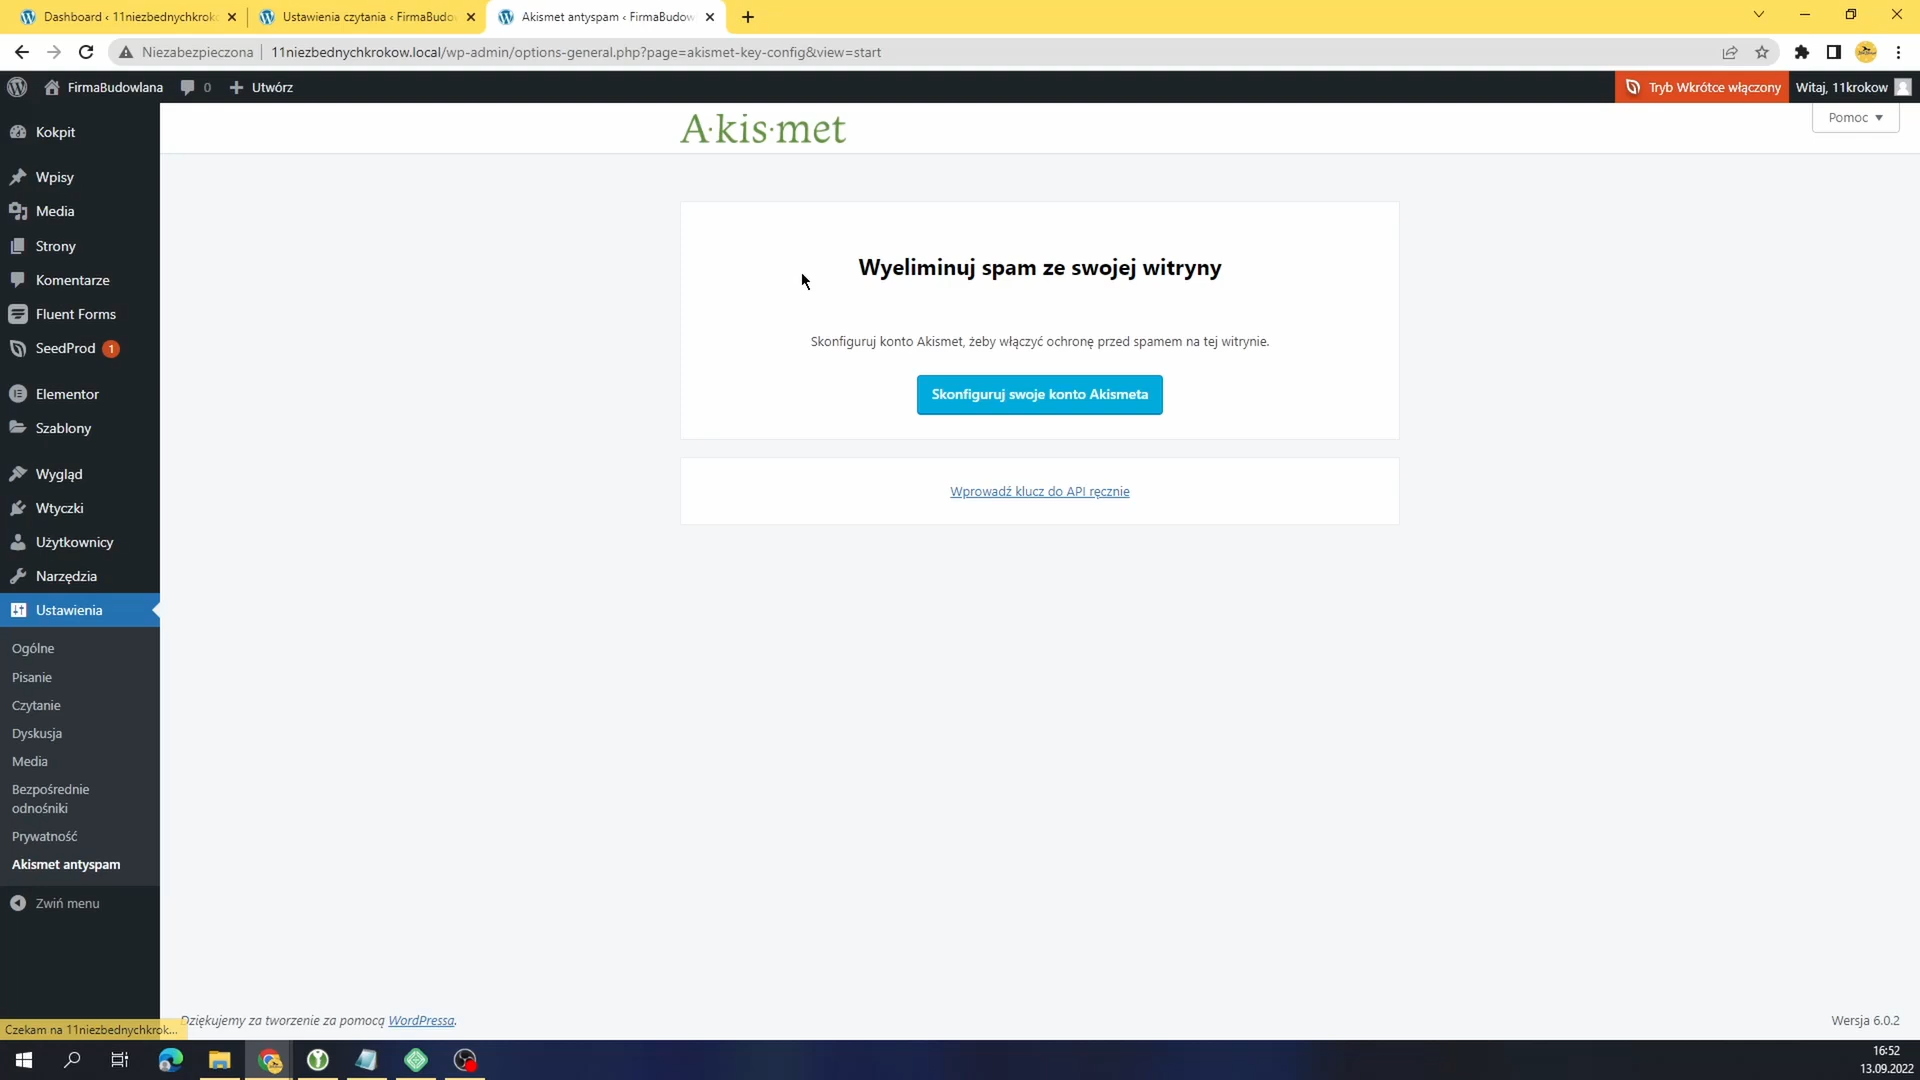 Dashboard ‹ 11niezbednychkrok
Ustawienia czytania ‹ FirmaBudo
Akismet antyspam ‹ FirmaBudow
Niezabezpieczona
11niezbednychkrokow.local/wp-admin/options-general.php?page=akismet-key-config&view=start
FirmaBudowlana
0
Utwórz
Tryb Wkrótce włączony
Witaj, 11krokow
A·kis·met
Pomoc
Kokpit
Wpisy
Media
Strony
Komentarze
Fluent Forms
SeedProd 1
Elementor
Szablony
Wygląd
Wtyczki
Użytkownicy
Narzędzia
Ustawienia
Ogólne
Pisanie
Czytanie
Dyskusja
Media
Bezpośrednie
odnośniki
Prywatność
Akismet antyspam
Zwiń menu
Wyeliminuj spam ze swojej witryny
Skonfiguruj konto Akismet, żeby włączyć ochronę przed spamem na tej witrynie.
Skonfiguruj swoje konto Akismeta
Wprowadź klucz do API ręcznie
Dziękujemy za tworzenie za pomocą WordPressa.
Wersja 6.0.2
Czekam na 11niezbednychkrok...
16:52
13.09.2022